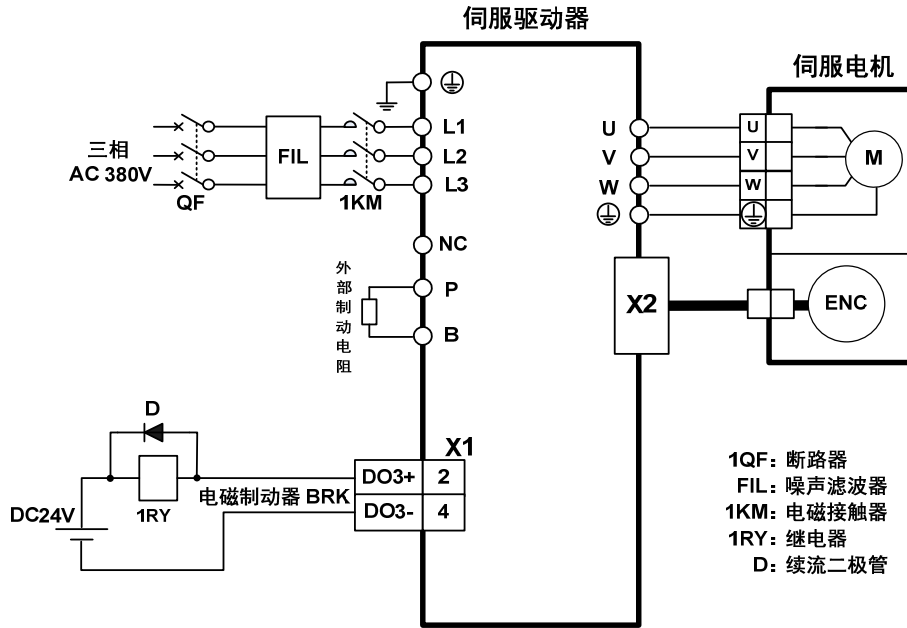 伺服驱动器
伺服电机
三相
AC 380V
QF
FIL
1KM
L1
L2
L3
NC
P
B
外部制动电阻
U
V
W
U
V
W
M
X2
ENC
D
1RY
DC24V
电磁制动器 BRK
X1
DO3+ 2
DO3- 4
1QF：断路器
FIL：噪声滤波器
1KM：电磁接触器
1RY：继电器
D：续流二极管